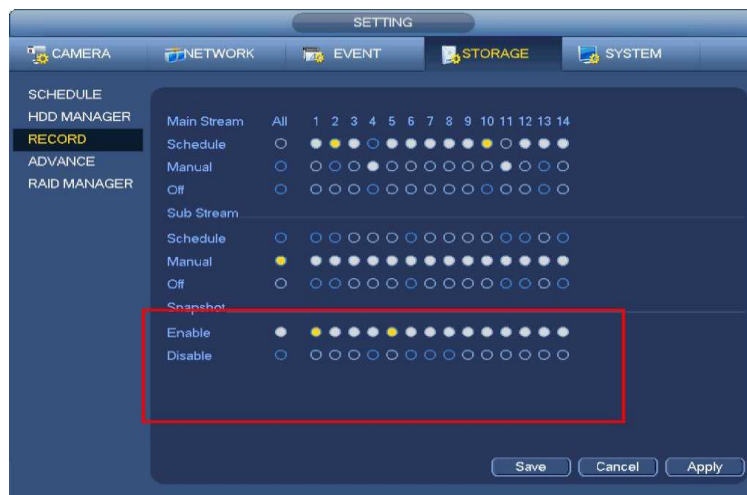 SETTING
CAMERA NETWORK EVENT STORAGE SYSTEM
SCHEDULE
HDD MANAGER
RECORD
ADVANCE
RAID MANAGER
Main Stream All 1 2 3 4 5 6 7 8 9 10 11 12 13 14
Schedule
Manual
Off
Sub Stream
Schedule
Manual
Off
Snapshot
Enable
Disable
Save Cancel Apply